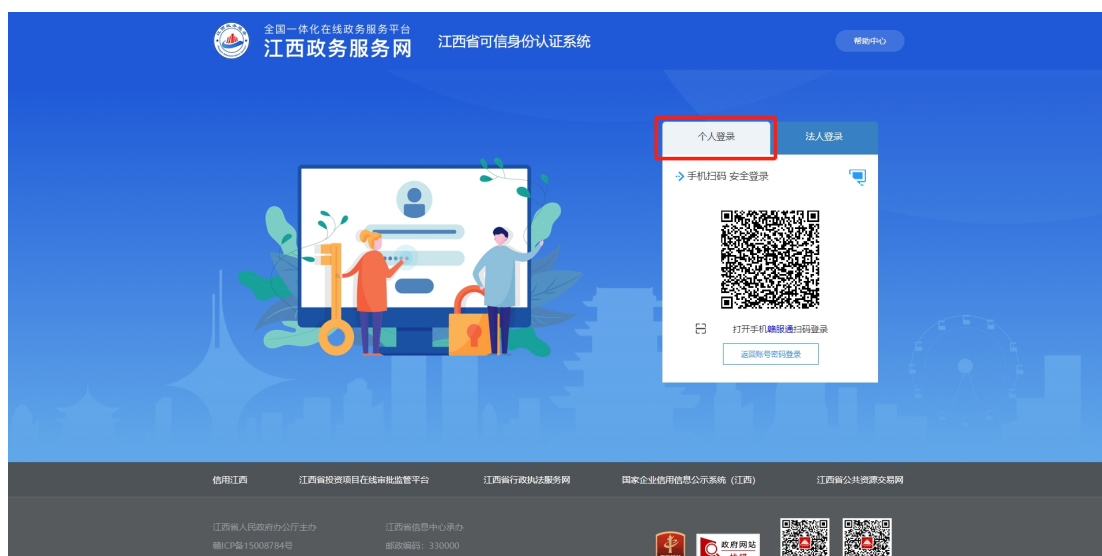 全国一体化在线政务服务平台
江西政务服务网
江西省可信身份认证系统
帮助中心
个人登录
法人登录
手机扫码 安全登录
打开手机赣服通扫码登录
返回账号密码登录
信用江西
江西省投资项目在线审批监管平台
江西省行政执法服务网
国家企业信用信息公示系统（江西）
江西省公共资源交易网
江西省人民政府办公厅主办
江西省信息中心承办
赣ICP备15008784号
邮政编码：330000
政府网站
找错